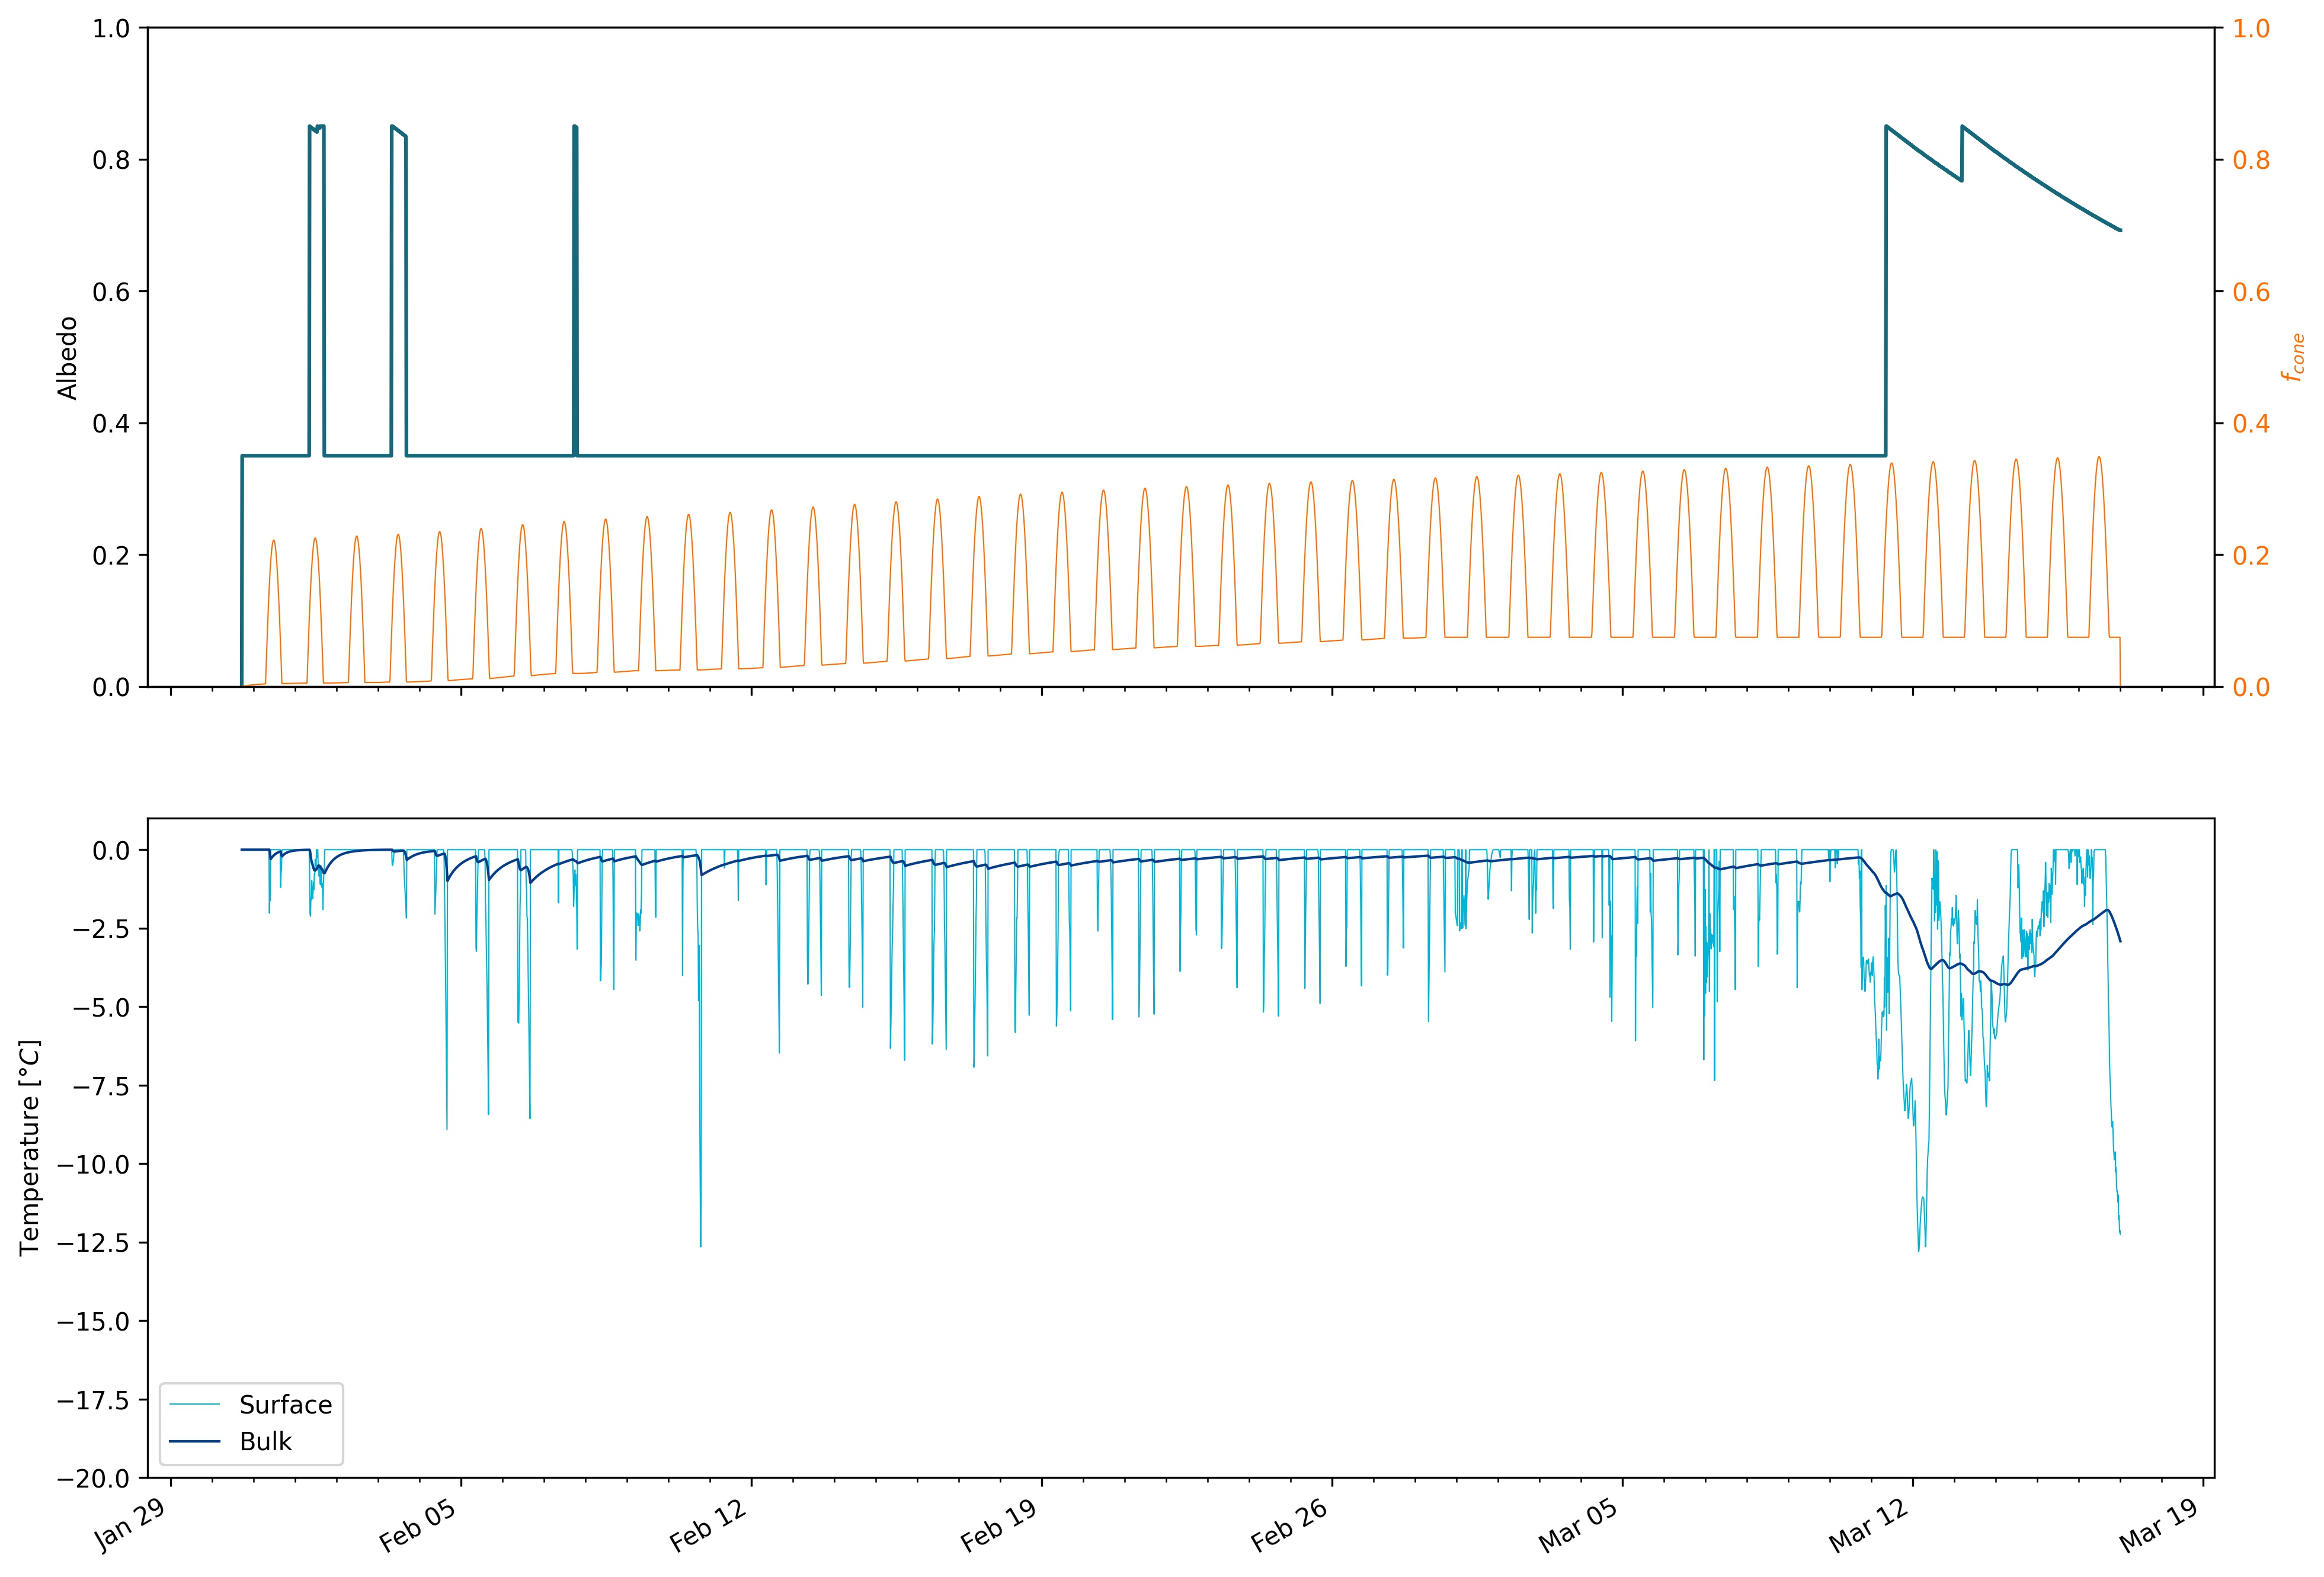 1.0
0.8
0.6
0.4
0.2
0.0
Albedo
1.0
0.8
0.6
0.4
0.2
0.0
fcone
0.0
−2.5
−5.0
−7.5
−10.0
−12.5
−15.0
−17.5
−20.0
Temperature [°C]
Surface
Bulk
Jan 29
Feb 05
Feb 12
Feb 19
Feb 26
Mar 05
Mar 12
Mar 19